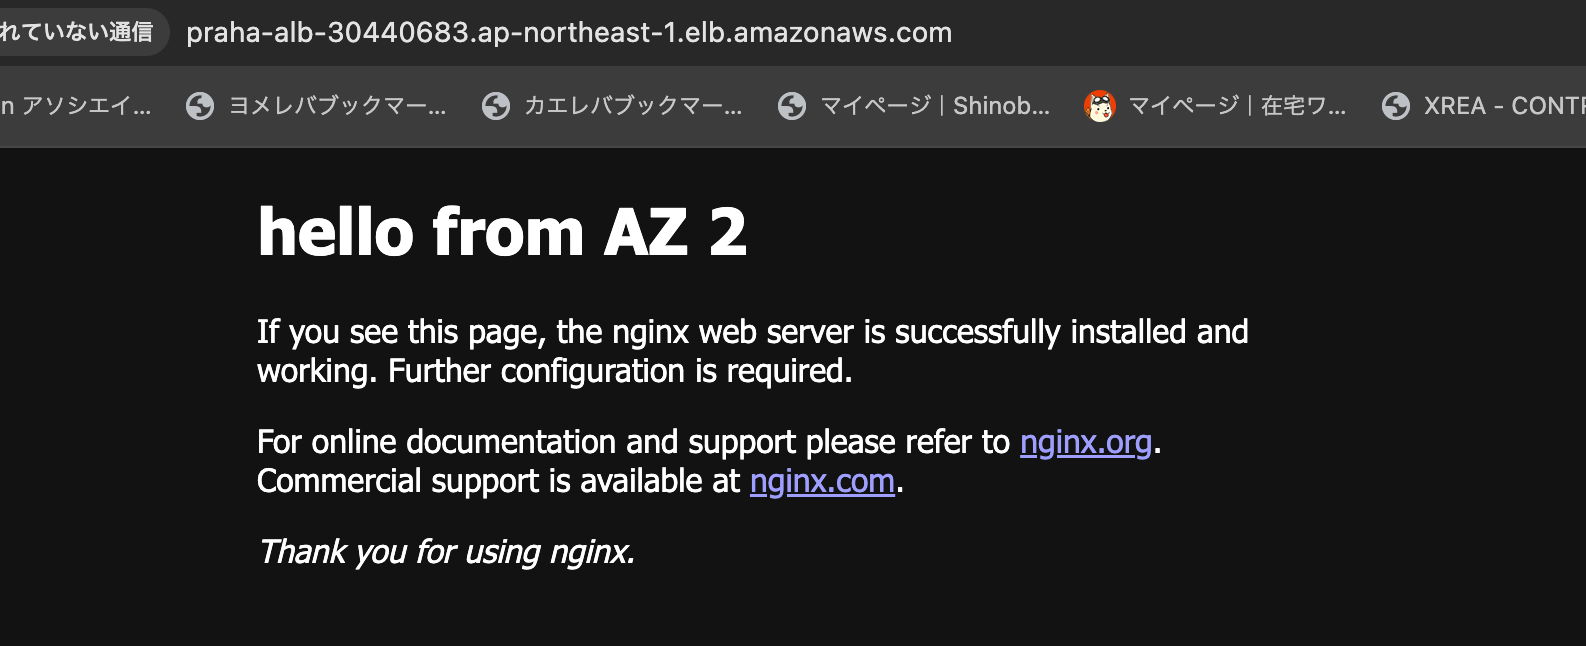 れていない通信 praha-alb-30440683.ap-northeast-1.elb.amazonaws.com
n アソシエイ... ヨメレバブックマー... カエレバブックマー... マイページ | Shinob... マイページ | 在宅ワ... XREA - CONTR
hello from AZ 2
If you see this page, the nginx web server is successfully installed and
working. Further configuration is required.
For online documentation and support please refer to nginx.org.
Commercial support is available at nginx.com.
Thank you for using nginx.